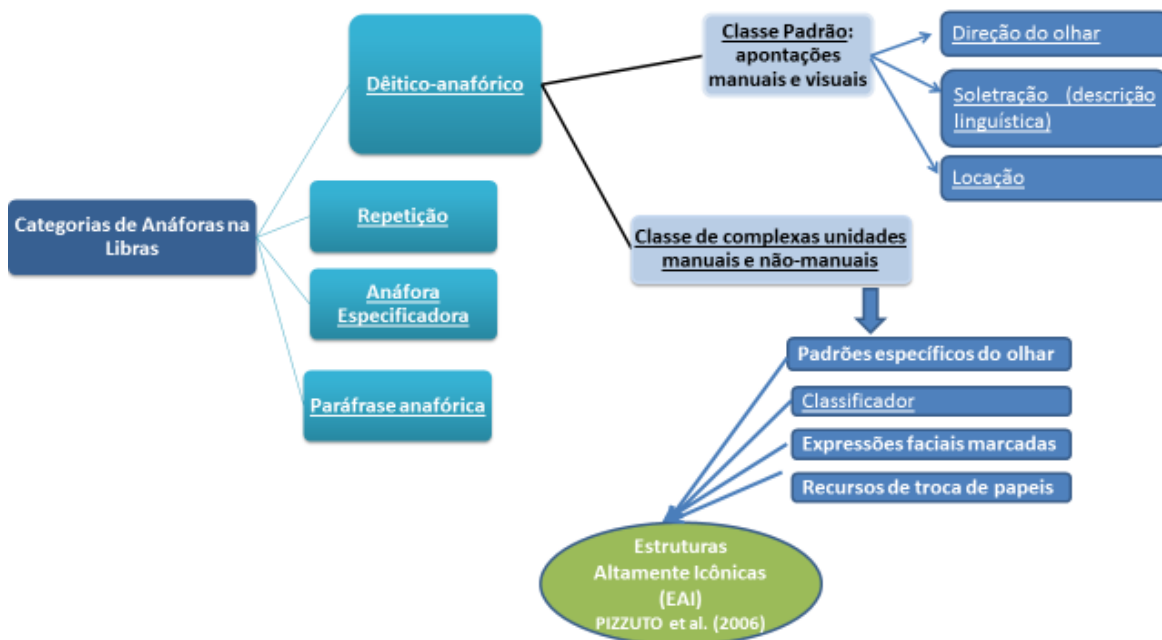 Categorias de Anáforas na
Libras
Dêitico-anafórico
Repetição
Anáfora
Especificadora
Paráfrase anafórica
Classe Padrão:
apontações
manuais e visuais
Direção do olhar
Soletração (descrição
linguística)
Locação
Classe de complexas unidades
manuais e não-manuais
Padrões específicos do olhar
Classificador
Expressões faciais marcadas
Recursos de troca de papeis
Estruturas
Altamente Icônicas
(EAI)
PIZZUTO et al. (2006)